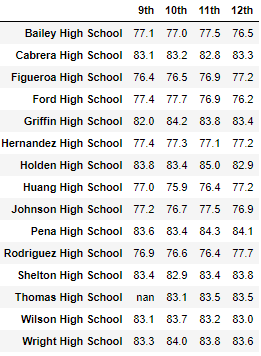 9th 10th 11th 12th
Bailey High School 77.1 77.0 77.5 76.5
Cabrera High School 83.1 83.2 82.8 83.3
Figueroa High School 76.4 76.5 76.9 77.2
Ford High School 77.4 77.7 76.9 76.2
Griffin High School 82.0 84.2 83.8 83.4
Hernandez High School 77.4 77.3 77.1 77.2
Holden High School 83.8 83.4 85.0 82.9
Huang High School 77.0 75.9 76.4 77.2
Johnson High School 77.2 76.7 77.5 76.9
Pena High School 83.6 83.4 84.3 84.1
Rodriguez High School 76.9 76.6 76.4 77.7
Shelton High School 83.4 82.9 83.4 83.8
Thomas High School nan 83.1 83.5 83.5
Wilson High School 83.1 83.7 83.2 83.0
Wright High School 83.3 84.0 83.8 83.6